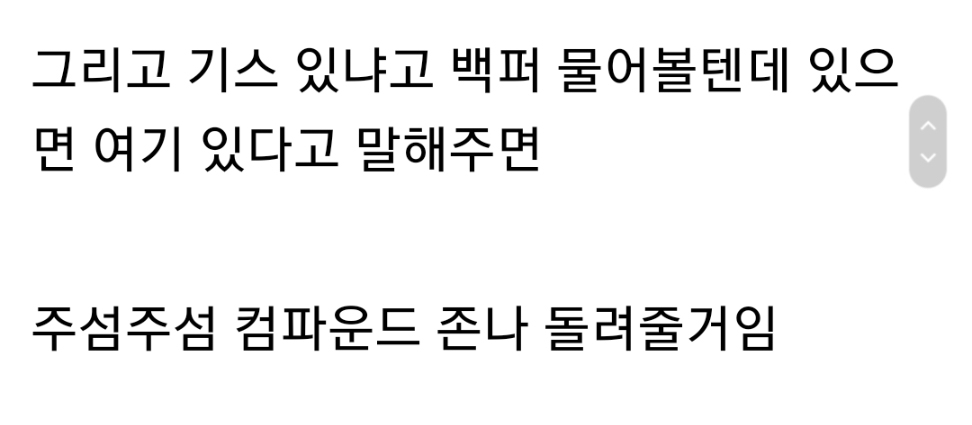 그리고 기스 있냐고 백퍼 물어볼텐데 있으
면 여기 있다고 말해주면
주섬주섬 컴파운드 존나 돌려줄거임